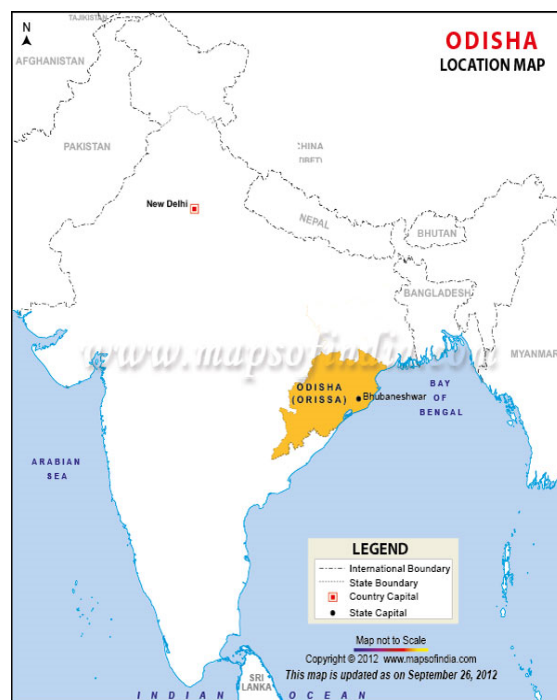 TAJIKISTAN
N
ODISHA
LOCATION MAP
AFGHANISTAN
PAKISTAN
CHINA
(TIBET)
New Delhi
NEPAL
BHUTAN
BANGLADESH
MYANMAR
www.mapsofindia.com
ODISHA
(ORISSA)
Bhubaneshwar
BAY
OF
BENGAL
ARABIAN
SEA
LEGEND
International Boundary
State Boundary
Country Capital
State Capital
Map not to Scale
Copyright © 2012 www.mapsofindia.com
SRI
LANKA
This map is updated as on September 26, 2012
INDIAN OCEAN